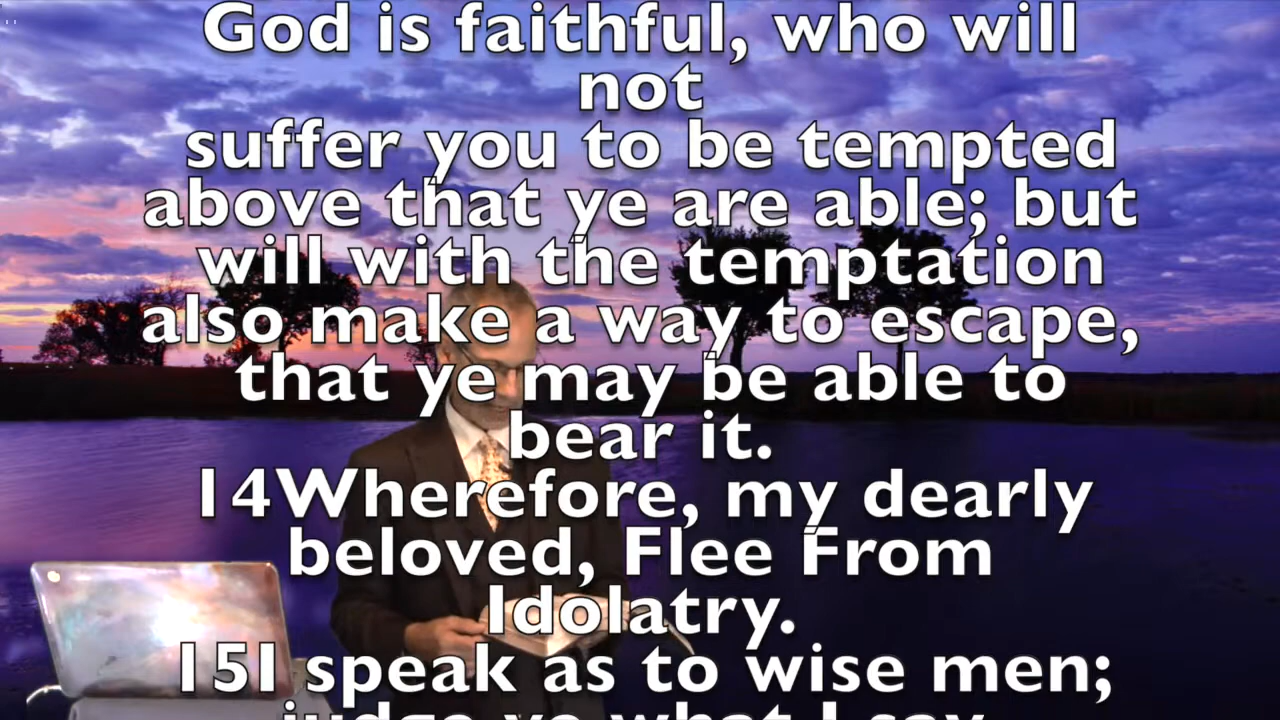 God is faithful, who will
not
suffer you to be tempted
above that ye are able; but
will with the temptation
also make a way to escape,
that ye may be able to
bear it.
14Wherefore, my dearly
beloved, Flee From
Idolatry.
15I speak as to wise men;
judge ye what I say.